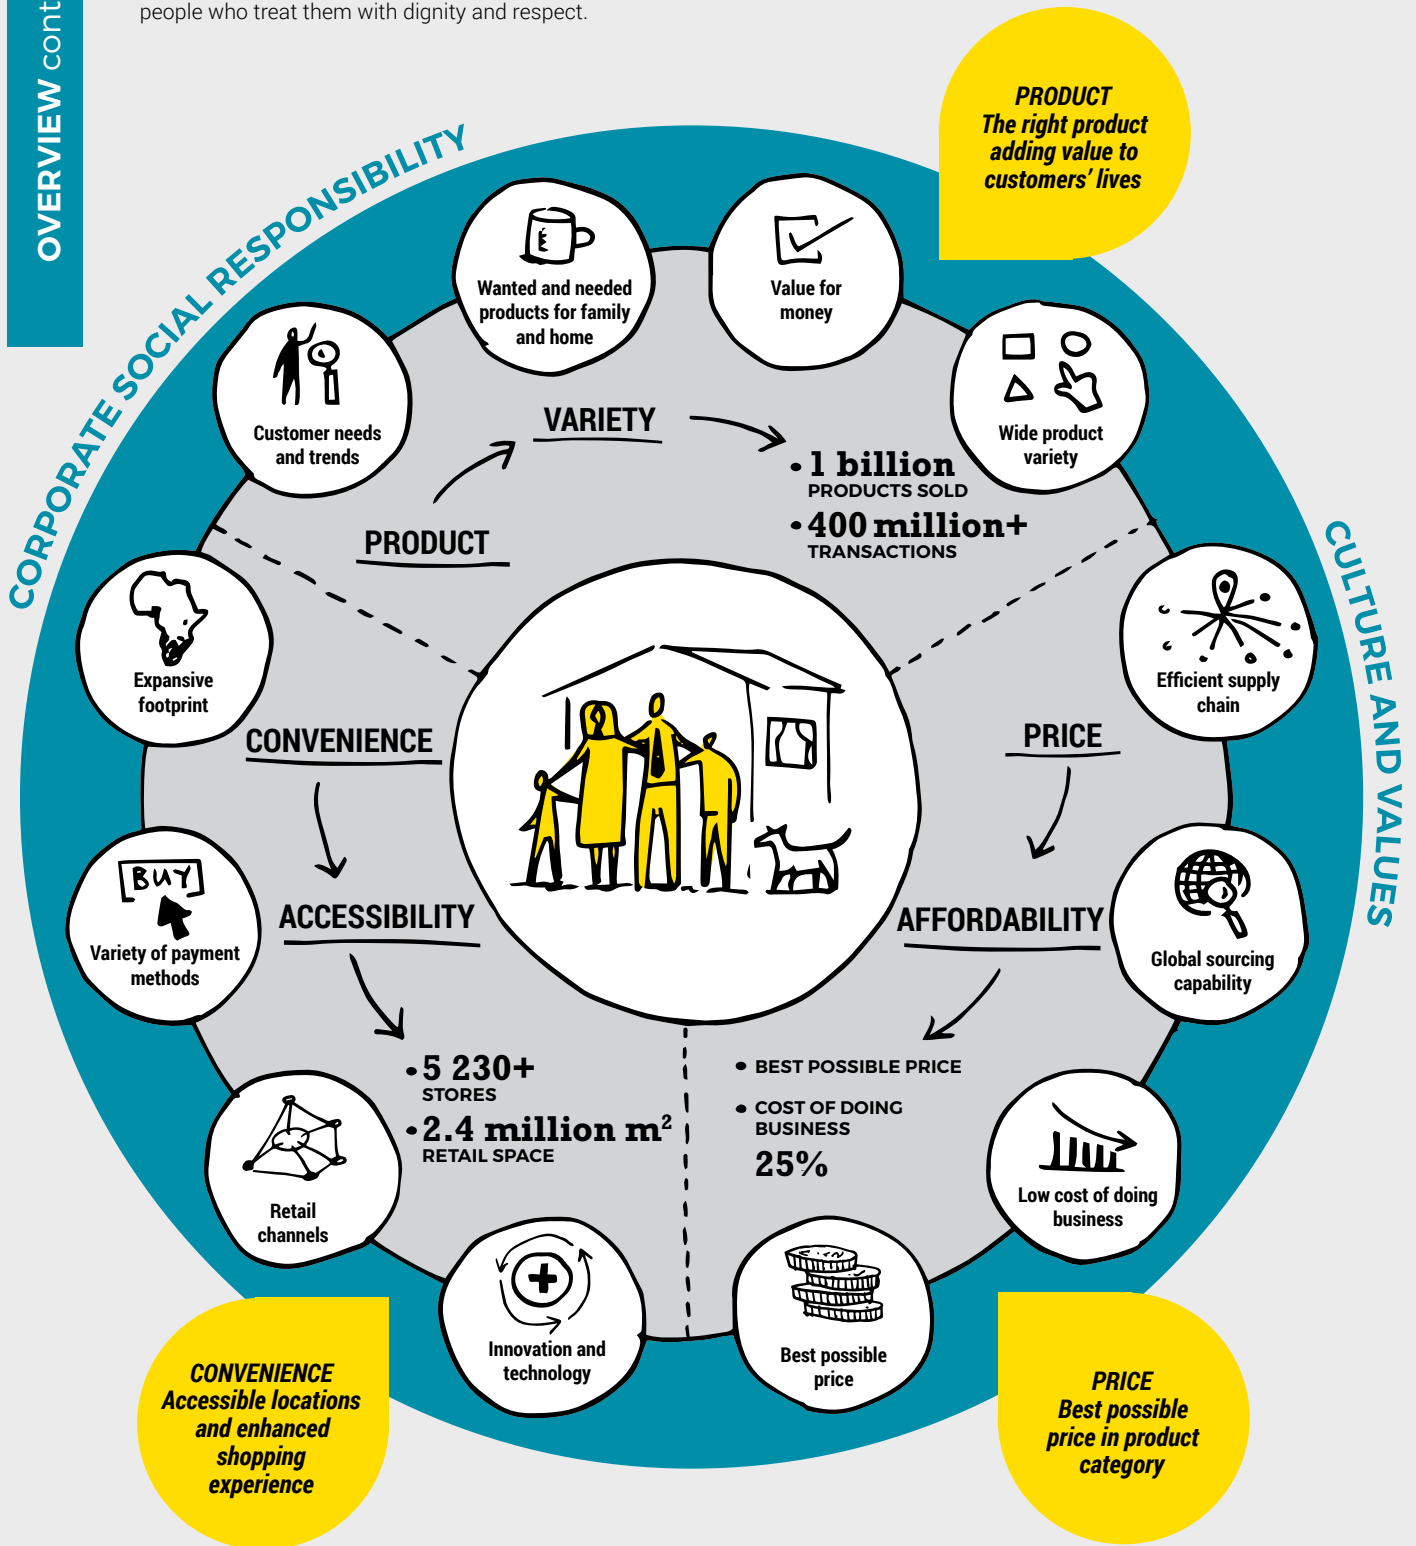 people who treat them with dignity and respect.
OVERVIEW cont
CORPORATE SOCIAL RESPONSIBILITY
CULTURE AND VALUES
PRODUCT
The right product
adding value to
customers' lives
Wanted and needed
products for family
and home
Value for
money
Customer needs
and trends
Wide product
variety
VARIETY
PRODUCT
• 1 billion
PRODUCTS SOLD
• 400 million+
TRANSACTIONS
Expansive
footprint
Efficient supply
chain
CONVENIENCE
PRICE
BUY
Variety of payment
methods
ACCESSIBILITY
AFFORDABILITY
Global sourcing
capability
• 5 230+
STORES
• 2.4 million m²
RETAIL SPACE
• BEST POSSIBLE PRICE
• COST OF DOING
BUSINESS
25%
Retail
channels
Low cost of doing
business
Innovation and
technology
Best possible
price
CONVENIENCE
Accessible locations
and enhanced
shopping
experience
PRICE
Best possible
price in product
category